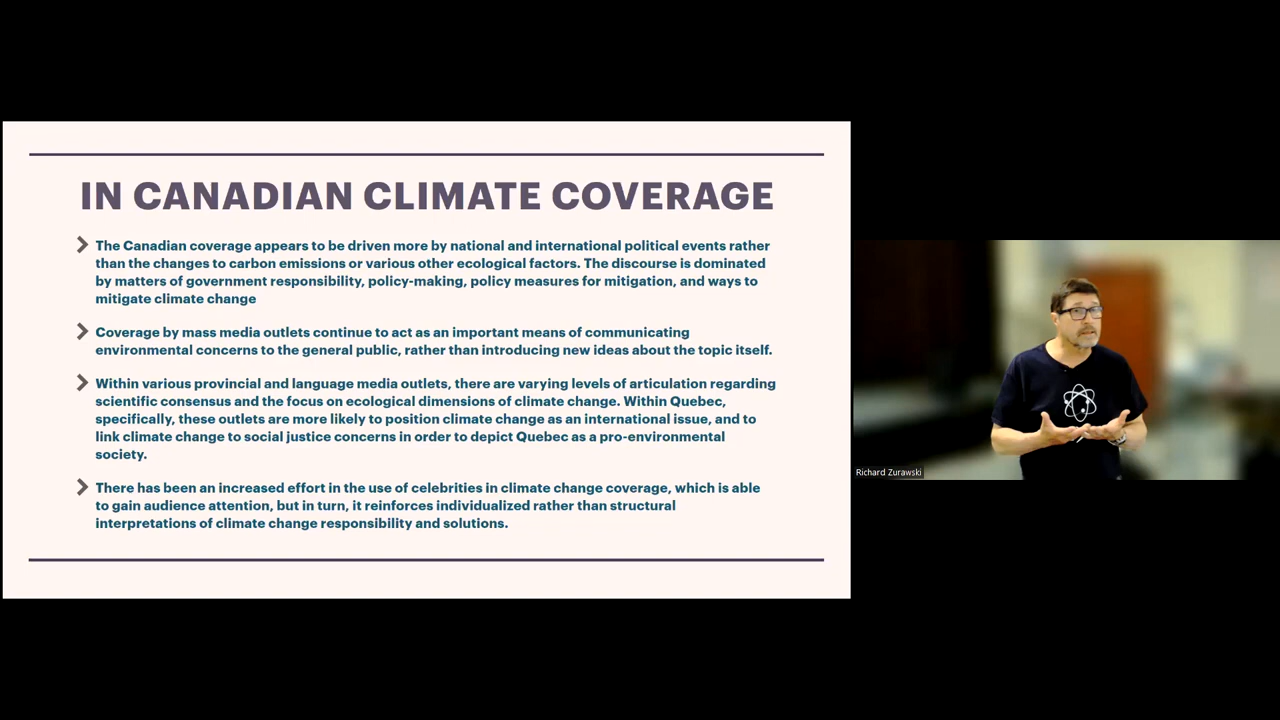 IN CANADIAN CLIMATE COVERAGE
The Canadian coverage appears to be driven more by national and international political events rather
than the changes to carbon emissions or various other ecological factors. The discourse is dominated
by matters of government responsibility, policy-making, policy measures for mitigation, and ways to
mitigate climate change
Coverage by mass media outlets continue to act as an important means of communicating
environmental concerns to the general public, rather than introducing new ideas about the topic itself.
Within various provincial and language media outlets, there are varying levels of articulation regarding
scientific consensus and the focus on ecological dimensions of climate change. Within Quebec,
specifically, these outlets are more likely to position climate change as an international issue, and to
link climate change to social justice concerns in order to depict Quebec as a pro-environmental
society.
There has been an increased effort in the use of celebrities in climate change coverage, which is able
to gain audience attention, but in turn, it reinforces individualized rather than structural
interpretations of climate change responsibility and solutions.
Richard Zurawski